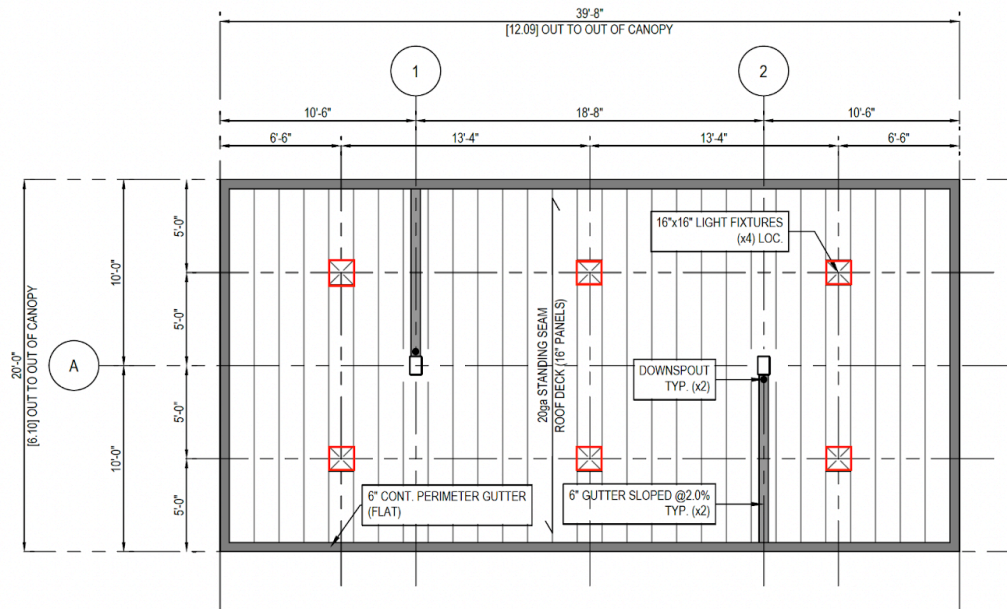 39'-8"
[12.09] OUT TO OUT OF CANOPY
1
2
10'-6"
18'-8"
10'-6"
6'-6"
13'-4"
13'-4"
6'-6"
5'-0"
10'-0"
5'-0"
16"x16" LIGHT FIXTURES
(x4) LOC.
20'-0"
[6.10] OUT TO OUT OF CANOPY
A
20ga STANDING SEAM
ROOF DECK (16" PANELS)
DOWNSPOUT
TYP. (x2)
5'-0"
10'-0"
5'-0"
6" CONT. PERIMETER GUTTER
(FLAT)
6" GUTTER SLOPED @2.0%
TYP. (x2)